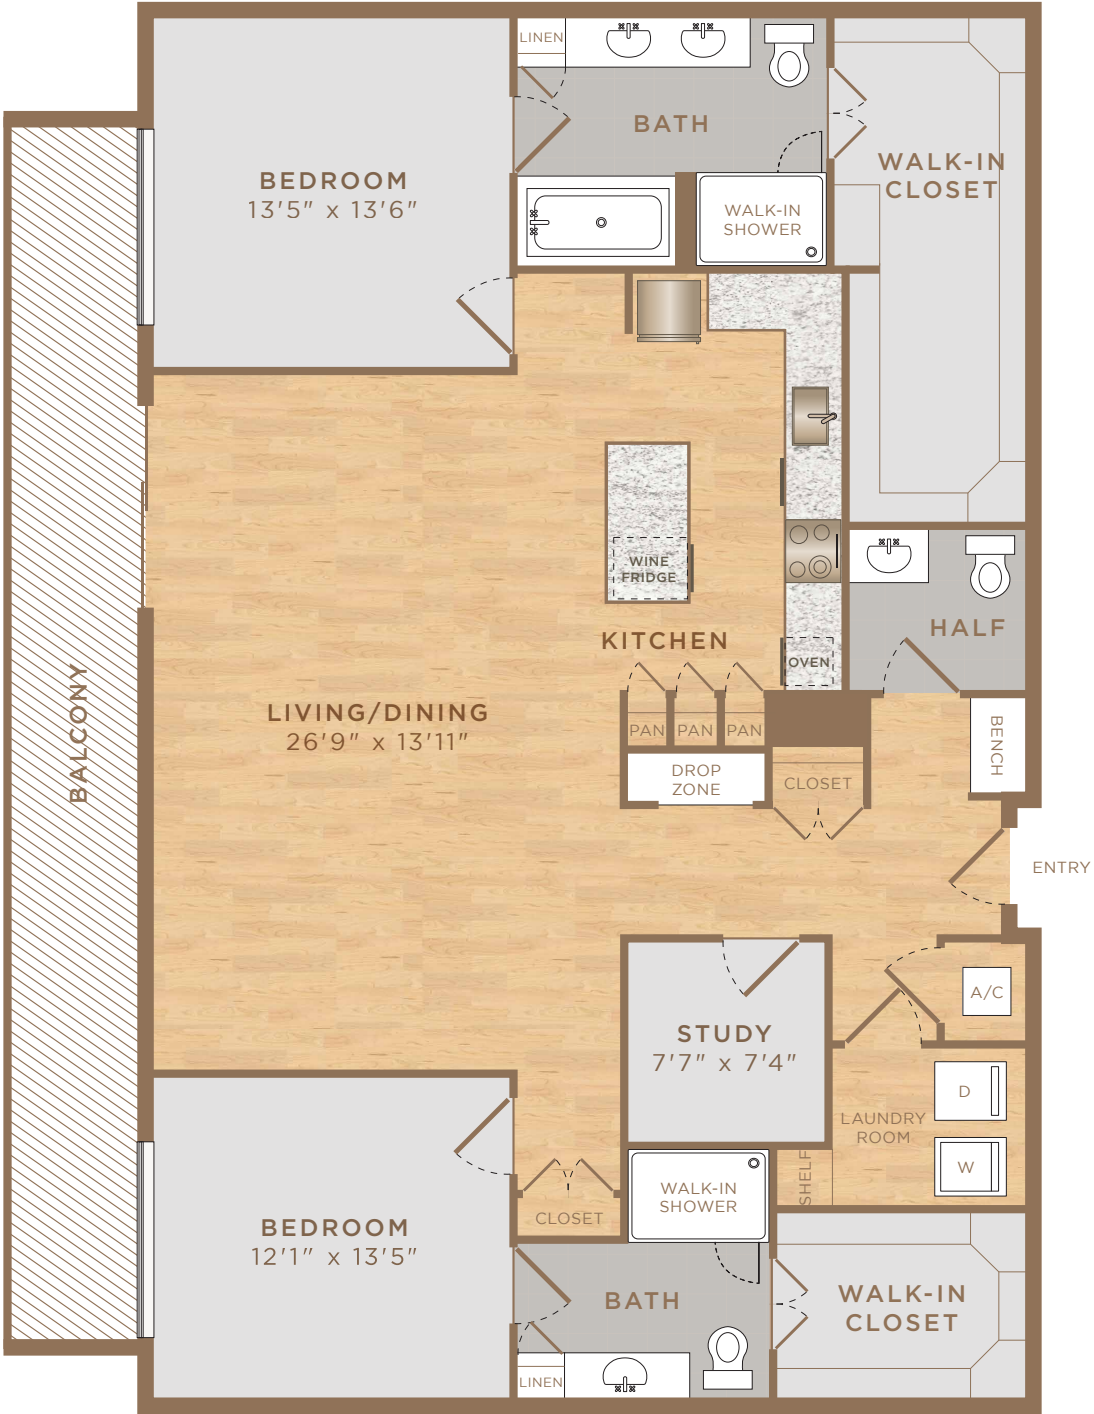 LINEN
BATH
BEDROOM
13'5" x 13'6"
WALK-IN
CLOSET
WALK-IN
SHOWER
WINE
FRIDGE
KITCHEN
HALF
OVEN
BALCONY
LIVING/DINING
26'9" x 13'11"
PAN
PAN
PAN
BENCH
DROP
ZONE
CLOSET
ENTRY
A/C
STUDY
7'7" x 7'4"
D
LAUNDRY
ROOM
W
SHELF
WALK-IN
SHOWER
CLOSET
BEDROOM
12'1" x 13'5"
BATH
WALK-IN
CLOSET
LINEN